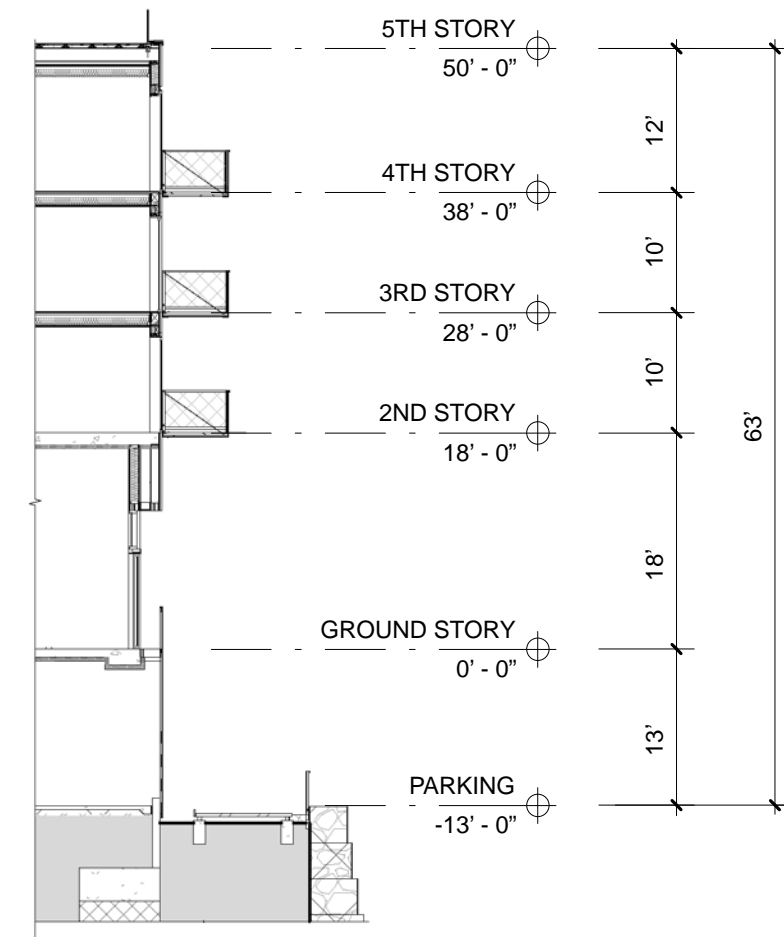 5TH STORY
50’ - 0”
12’
4TH STORY
38’ - 0”
10’
3RD STORY
28’ - 0”
10’
2ND STORY
18’ - 0”
63’
18’
GROUND STORY
0’ - 0”
13’
PARKING
-13’ - 0”